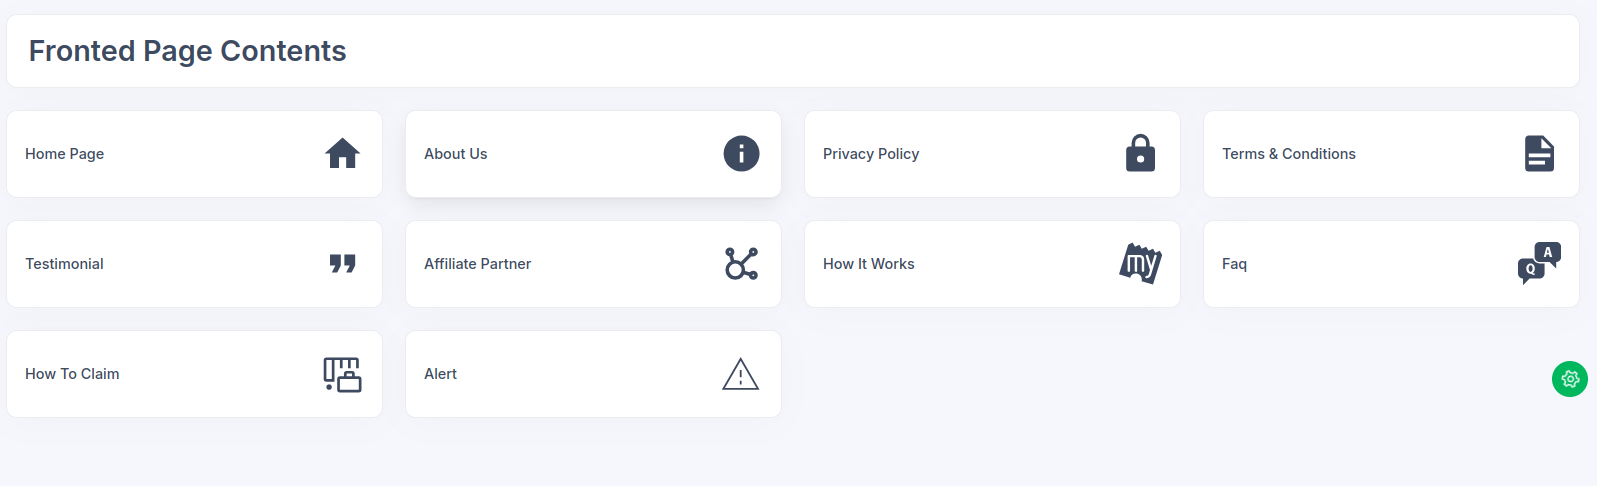 Fronted Page Contents
Home Page
About Us
Privacy Policy
Terms & Conditions
Testimonial
Affiliate Partner
How It Works
my
Faq
A
Q
How To Claim
Alert